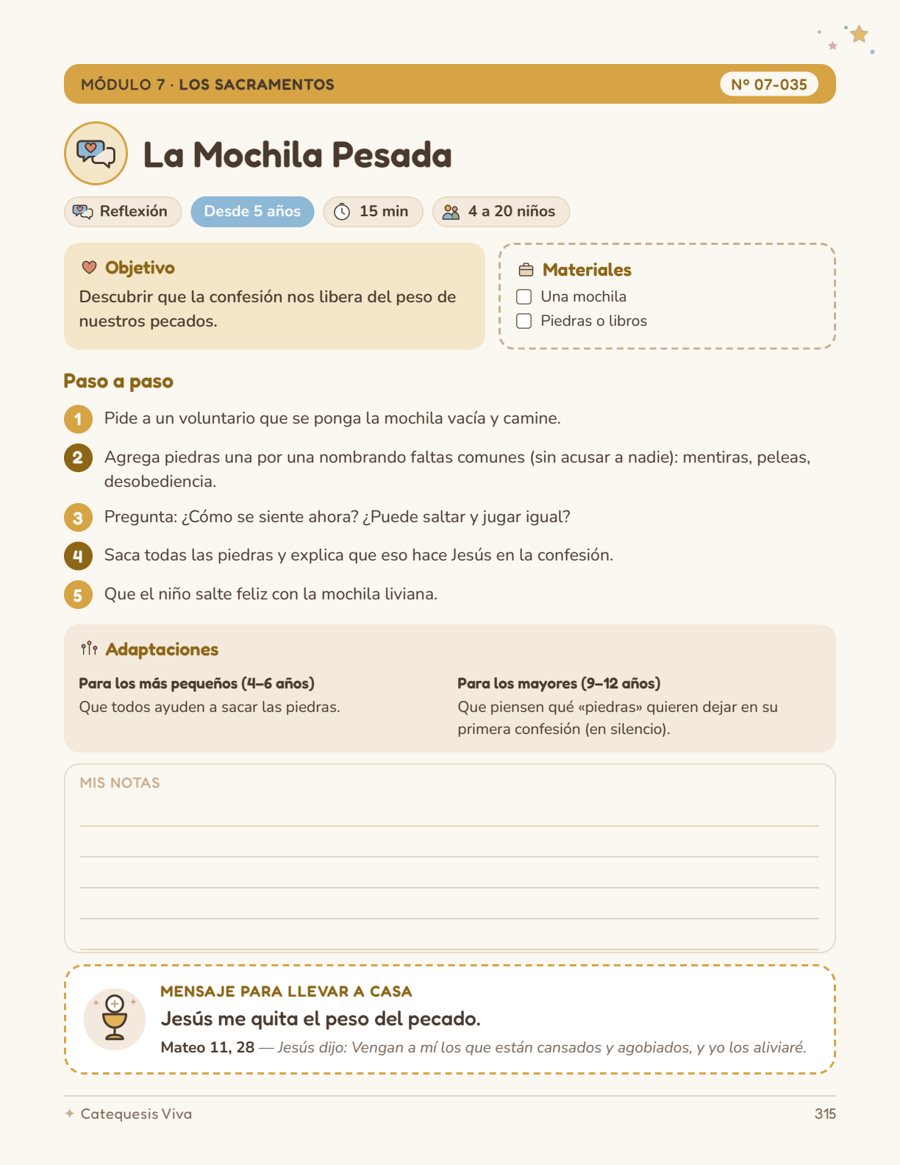 MÓDULO 7 · LOS SACRAMENTOS
Nº 07-035
La Mochila Pesada
Reflexión
Desde 5 años
15 min
4 a 20 niños
Objetivo
Descubrir que la confesión nos libera del peso de
nuestros pecados.
Materiales
Una mochila
Piedras o libros
Paso a paso
1 Pide a un voluntario que se ponga la mochila vacía y camine.
2 Agrega piedras una por una nombrando faltas comunes (sin acusar a nadie): mentiras, peleas,
desobediencia.
3 Pregunta: ¿Cómo se siente ahora? ¿Puede saltar y jugar igual?
4 Saca todas las piedras y explica que eso hace Jesús en la confesión.
5 Que el niño salte feliz con la mochila liviana.
Adaptaciones
Para los más pequeños (4–6 años)
Que todos ayuden a sacar las piedras.
Para los mayores (9–12 años)
Que piensen qué «piedras» quieren dejar en su
primera confesión (en silencio).
MIS NOTAS
MENSAJE PARA LLEVAR A CASA
Jesús me quita el peso del pecado.
Mateo 11, 28 — Jesús dijo: Vengan a mí los que están cansados y agobiados, y yo los aliviaré.
Catequesis Viva
315